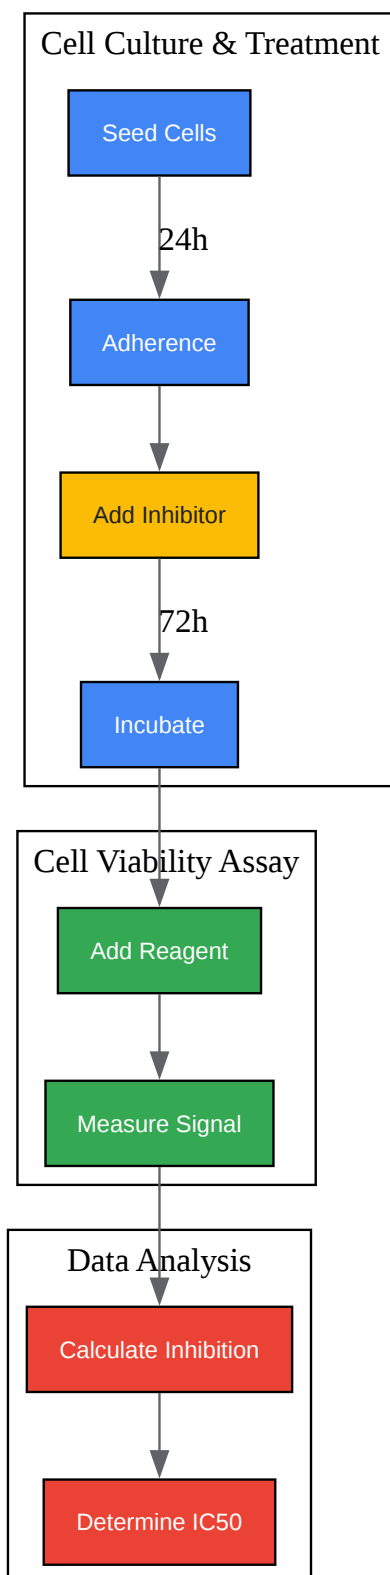 Cell Culture & Treatment
Seed Cells
24h
Adherence
Add Inhibitor
72h
Incubate
Cell Viability Assay
Add Reagent
Measure Signal
Data Analysis
Calculate Inhibition
Determine IC50